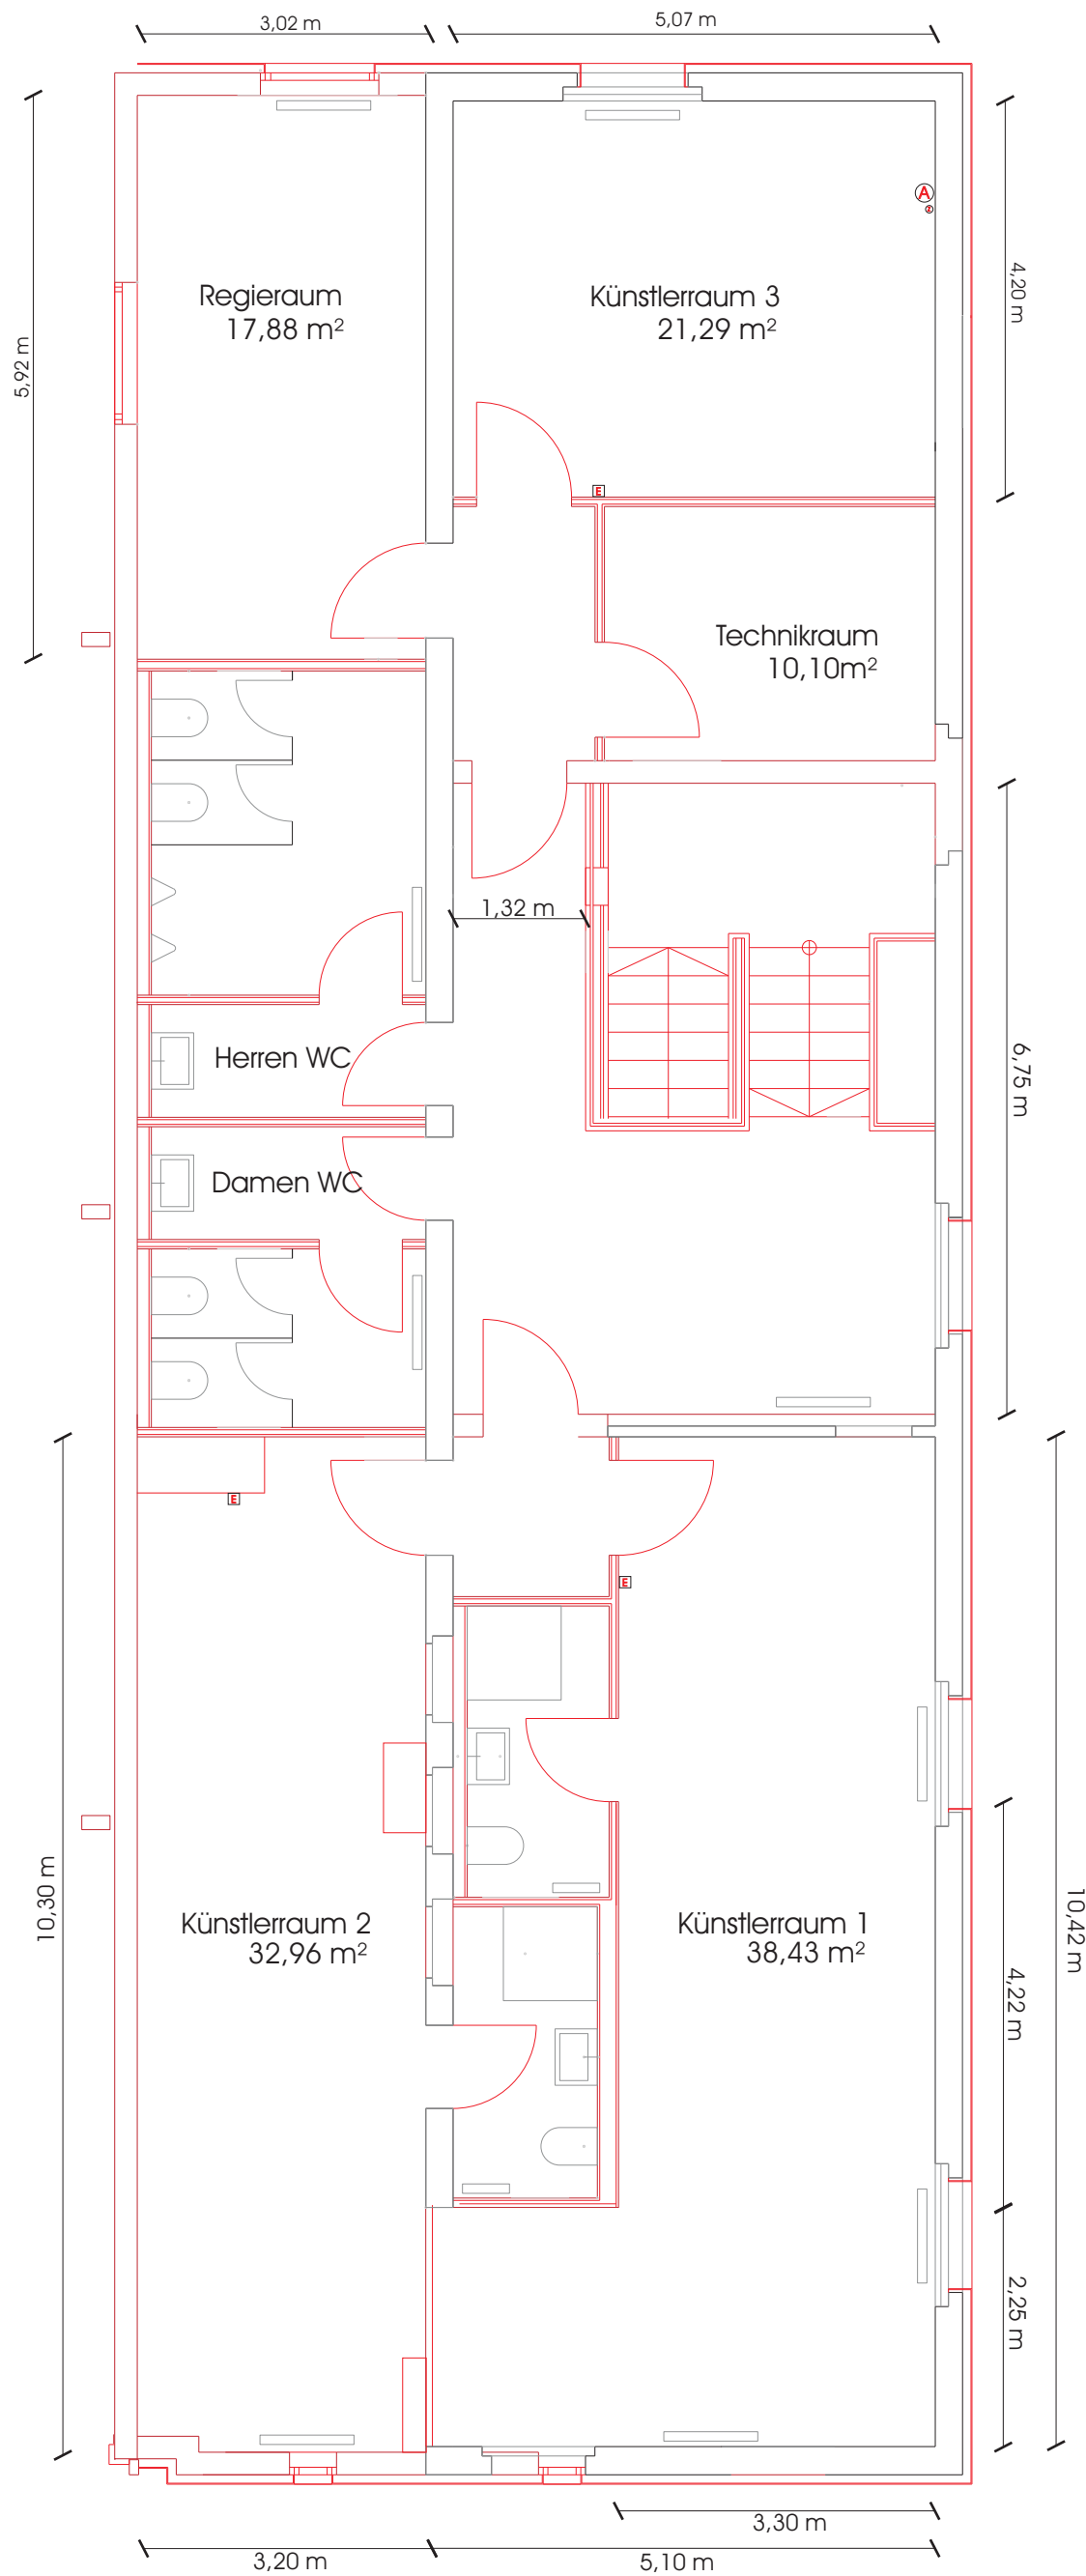 3,02 m
5,07 m
5,92 m
4,20 m
A
2
Regieraum
17,88 m²
Künstlerraum 3
21,29 m²
E
Technikraum
10,10m²
1,32 m
6,75 m
Herren WC
Damen WC
E
E
10,30 m
10,42 m
Künstlerraum 2
32,96 m²
Künstlerraum 1
38,43 m²
4,22 m
2,25 m
3,30 m
3,20 m
5,10 m